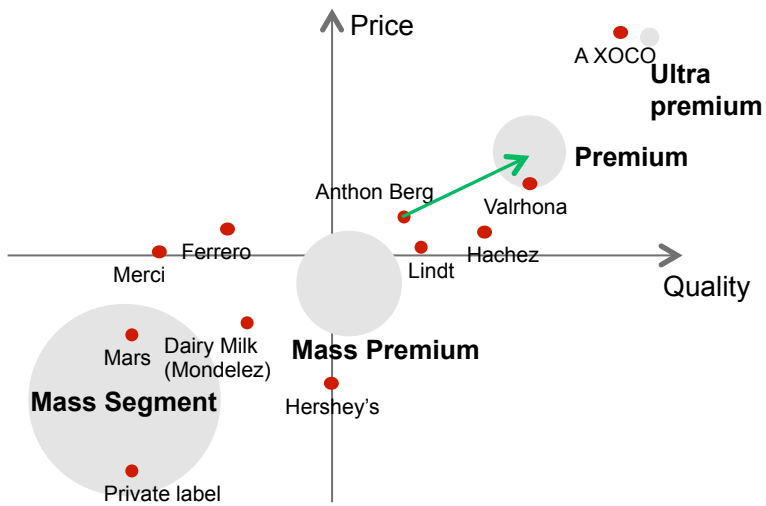 Price
A XOCO
Ultra
premium
Premium
Anthon Berg
Valrhona
Ferrero
Hachez
Merci
Lindt
Quality
Mars
Dairy Milk
(Mondelez)
Mass Premium
Mass Segment
Hershey’s
Private label